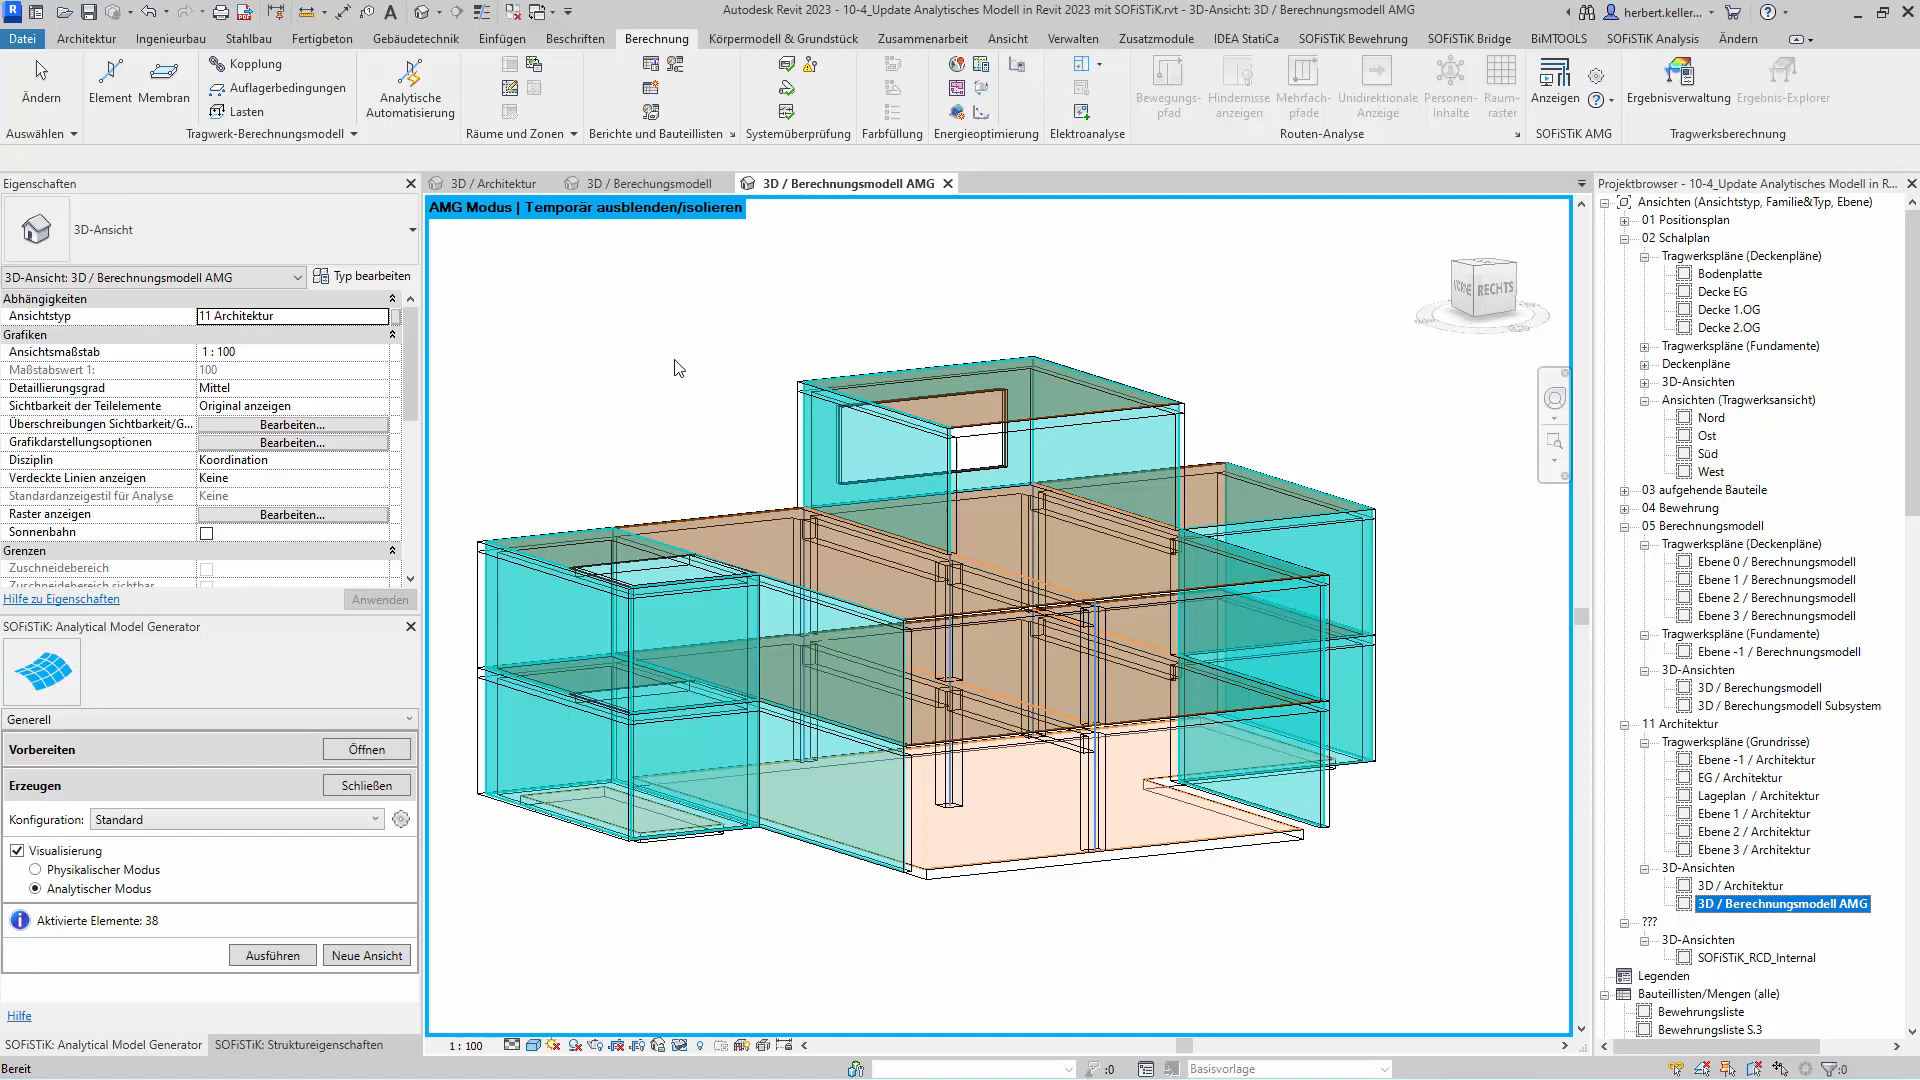 Autodesk Revit 2023 - 10-4_Update Analytisches Modell in Revit 2023 mit SOFiSTiK.rvt - 3D-Ansicht: 3D / Berechnungsmodell AMG
herbert.keller...
Datei Architektur Ingenieurbau Stahlbau Fertigbeton Gebäudetechnik Einfügen Beschriften Berechnung Körpermodell & Grundstück Zusammenarbeit Ansicht Verwalten Zusatzmodule IDEA StatiCa SOFiSTiK Bewehrung SOFiSTiK Bridge BiMTOOLS SOFiSTiK Analysis Ändern
Ändern
Element
Membran
Kopplung
Auflagerbedingungen
Lasten
Analytische
Automatisierung
Bewegungs-
pfad
Hindernisse
anzeigen
Mehrfach-
pfade
Unidirektionale
Anzeige
Personen-
Inhalte
Raum-
raster
Anzeigen
Ergebnisverwaltung
Ergebnis-Explorer
Auswählen Tragwerk-Berechnungsmodell Räume und Zonen Berichte und Bauteillisten Systemüberprüfung Farbfüllung Energieoptimierung Elektroanalyse Routen-Analyse SOFiSTiK AMG Tragwerksberechnung
Eigenschaften
3D-Ansicht
3D-Ansicht: 3D / Berechnungsmodell AMG
Typ bearbeiten
Abhängigkeiten
Ansichtstyp 11 Architektur
Grafiken
Ansichtsmaßstab 1 : 100
Maßstabswert 1: 100
Detaillierungsgrad Mittel
Sichtbarkeit der Teilelemente Original anzeigen
Überschreibungen Sichtbarkeit/G... Bearbeiten...
Grafikdarstellungsoptionen Bearbeiten...
Disziplin Koordination
Verdeckte Linien anzeigen Keine
Standardanzeigestil für Analyse Keine
Raster anzeigen Bearbeiten...
Sonnenbahn
Grenzen
Zuschneidebereich
Zuschneidebereich sichtbar
Hilfe zu Eigenschaften
Anwenden
SOFiSTiK: Analytical Model Generator
Generell
Vorbereiten Öffnen
Erzeugen Schließen
Konfiguration: Standard
Visualisierung
Physikalischer Modus
Analytischer Modus
Aktivierte Elemente: 38
Ausführen Neue Ansicht
Hilfe
SOFiSTiK: Analytical Model Generator SOFiSTiK: Struktureigenschaften
Bereit
3D / Architektur 3D / Berechungsmodell 3D / Berechnungsmodell AMG
AMG Modus | Temporär ausblenden/isolieren
VORNE RECHTS
1 : 100
:0
Basisvorlage
:0
Projektbrowser - 10-4_Update Analytisches Modell in R...
Ansichten (Ansichtstyp, Familie&Typ, Ebene)
01 Positionsplan
02 Schalplan
Tragwerkspläne (Deckenpläne)
Bodenplatte
Decke EG
Decke 1.OG
Decke 2.OG
Tragwerkspläne (Fundamente)
Deckenpläne
3D-Ansichten
Ansichten (Tragwerksansicht)
Nord
Ost
Süd
West
03 aufgehende Bauteile
04 Bewehrung
05 Berechnungsmodell
Tragwerkspläne (Deckenpläne)
Ebene 0 / Berechnungsmodell
Ebene 1 / Berechnungsmodell
Ebene 2 / Berechnungsmodell
Ebene 3 / Berechnungsmodell
Tragwerkspläne (Fundamente)
Ebene -1 / Berechnungsmodell
3D-Ansichten
3D / Berechungsmodell
3D / Berechungsmodell Subsystem
11 Architektur
Tragwerkspläne (Grundrisse)
Ebene -1 / Architektur
EG / Architektur
Lageplan / Architektur
Ebene 1 / Architektur
Ebene 2 / Architektur
Ebene 3 / Architektur
3D-Ansichten
3D / Architektur
3D / Berechnungsmodell AMG
???
3D-Ansichten
SOFiSTiK_RCD_Internal
Legenden
Bauteillisten/Mengen (alle)
Bewehrungsliste
Bewehrungsliste S.3